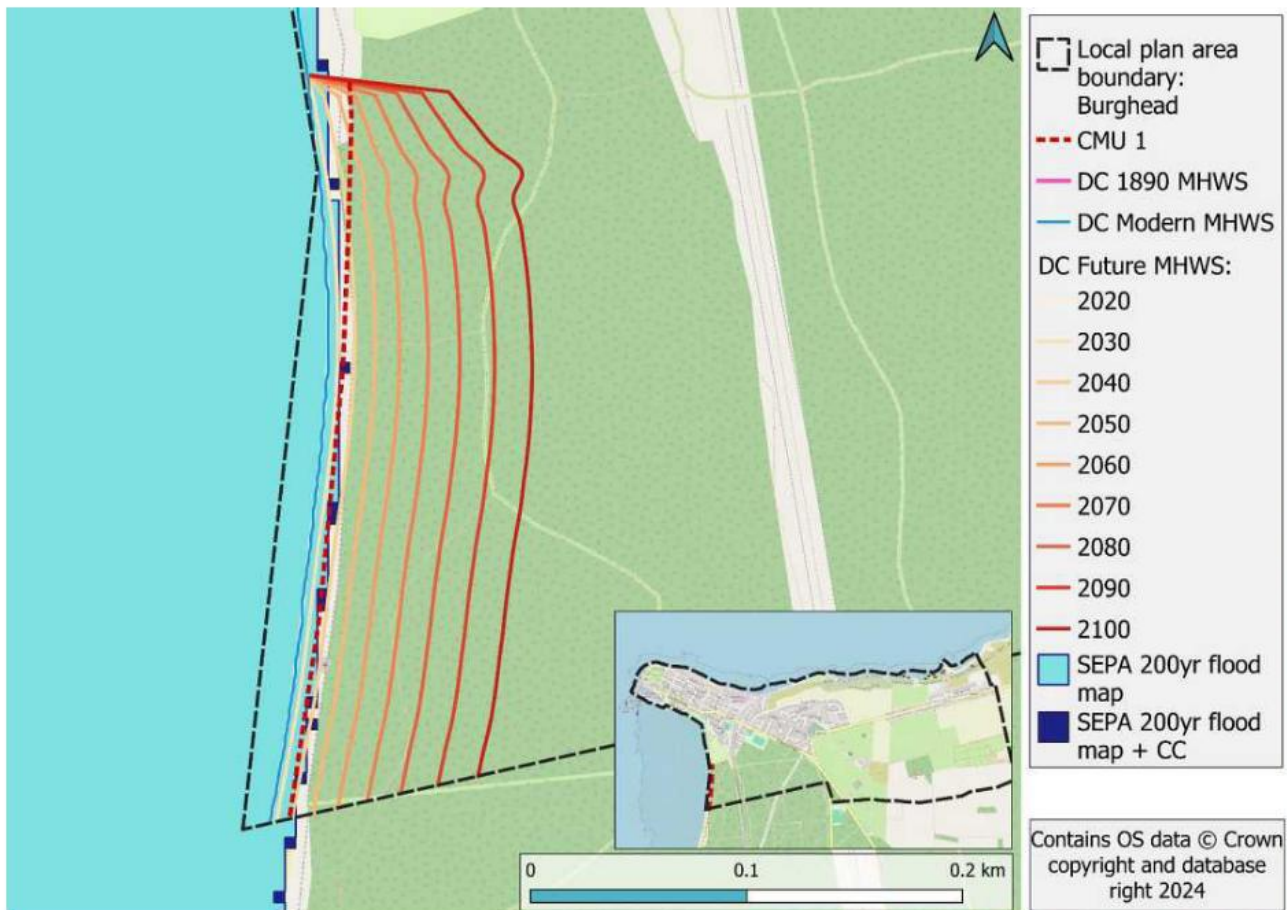 Local plan area
boundary:
Burghead
CMU 1
DC 1890 MHWS
DC Modern MHWS
DC Future MHWS:
2020
2030
2040
2050
2060
2070
2080
2090
2100
SEPA 200yr flood
map
SEPA 200yr flood
map + CC
0 0.1 0.2 km
Contains OS data © Crown
copyright and database
right 2024